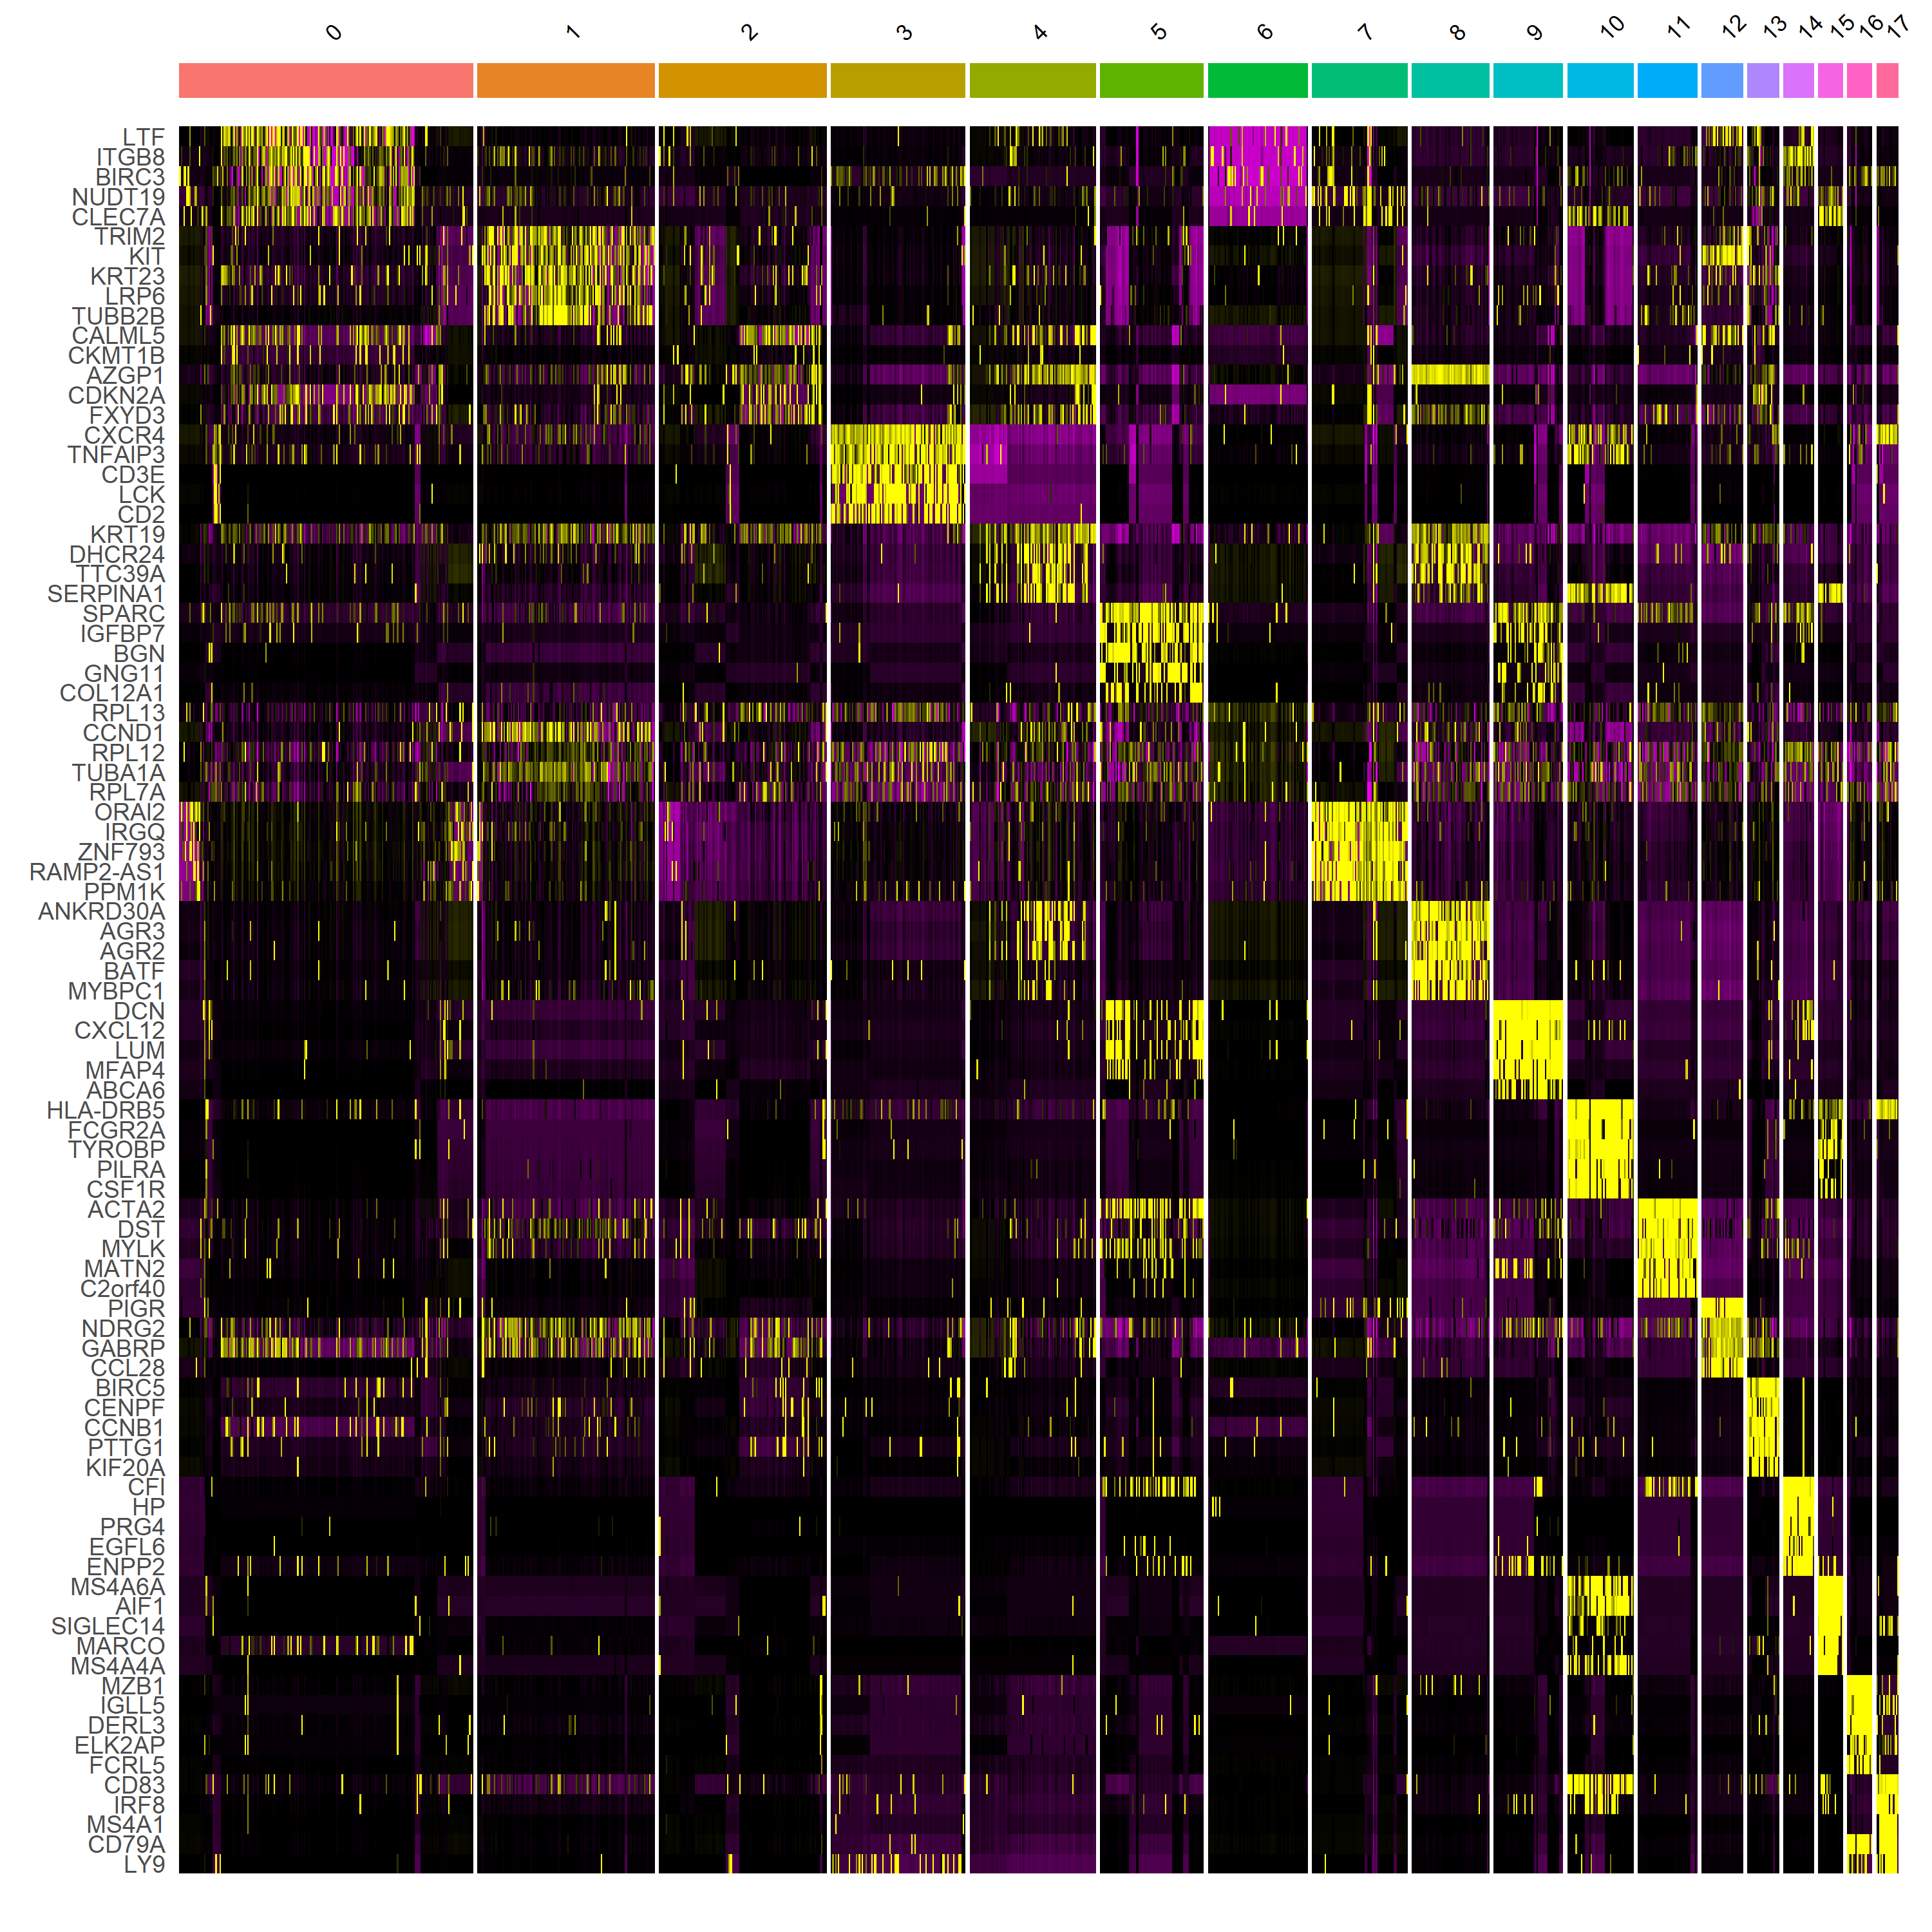 0 1 2 3 4 5 6 7 8 9 10 11 12 13 14 15 16 17
LTF
ITGB8
BIRC3
NUDT19
CLEC7A
TRIM2
KIT
KRT23
LRP6
TUBB2B
CALML5
CKMT1B
AZGP1
CDKN2A
FXYD3
CXCR4
TNFAIP3
CD3E
LCK
CD2
KRT19
DHCR24
TTC39A
SERPINA1
SPARC
IGFBP7
BGN
GNG11
COL12A1
RPL13
CCND1
RPL12
TUBA1A
RPL7A
ORAI2
IRGQ
ZNF793
RAMP2-AS1
PPM1K
ANKRD30A
AGR3
AGR2
BATF
MYBPC1
DCN
CXCL12
LUM
MFAP4
ABCA6
HLA-DRB5
FCGR2A
TYROBP
PILRA
CSF1R
ACTA2
DST
MYLK
MATN2
C2orf40
PIGR
NDRG2
GABRP
CCL28
BIRC5
CENPF
CCNB1
PTTG1
KIF20A
CFI
HP
PRG4
EGFL6
ENPP2
MS4A6A
AIF1
SIGLEC14
MARCO
MS4A4A
MZB1
IGLL5
DERL3
ELK2AP
FCRL5
CD83
IRF8
MS4A1
CD79A
LY9